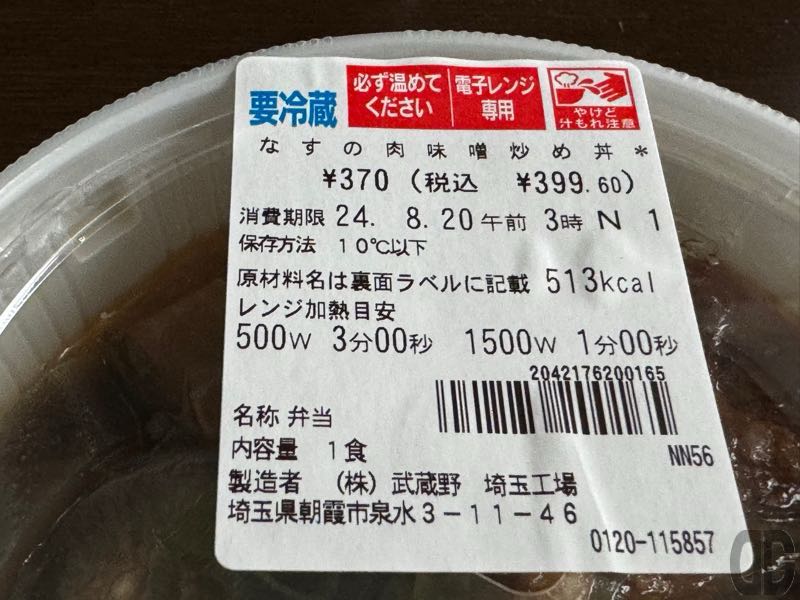 要冷蔵
必ず温めて
ください
電子レンジ
専用
やけど
汁もれ注意
なすの肉味噌炒め丼*
¥370(税込 ¥399.60)
消費期限 24. 8.20午前 3時 N 1
保存方法 10℃以下
原材料名は裏面ラベルに記載 513kcal
レンジ加熱目安
500W 3分00秒 1500W 1分00秒
2042176200165
名称 弁当
内容量 1食
NN56
製造者 (株)武蔵野 埼玉工場
埼玉県朝霞市泉水3-11-46
0120-115857